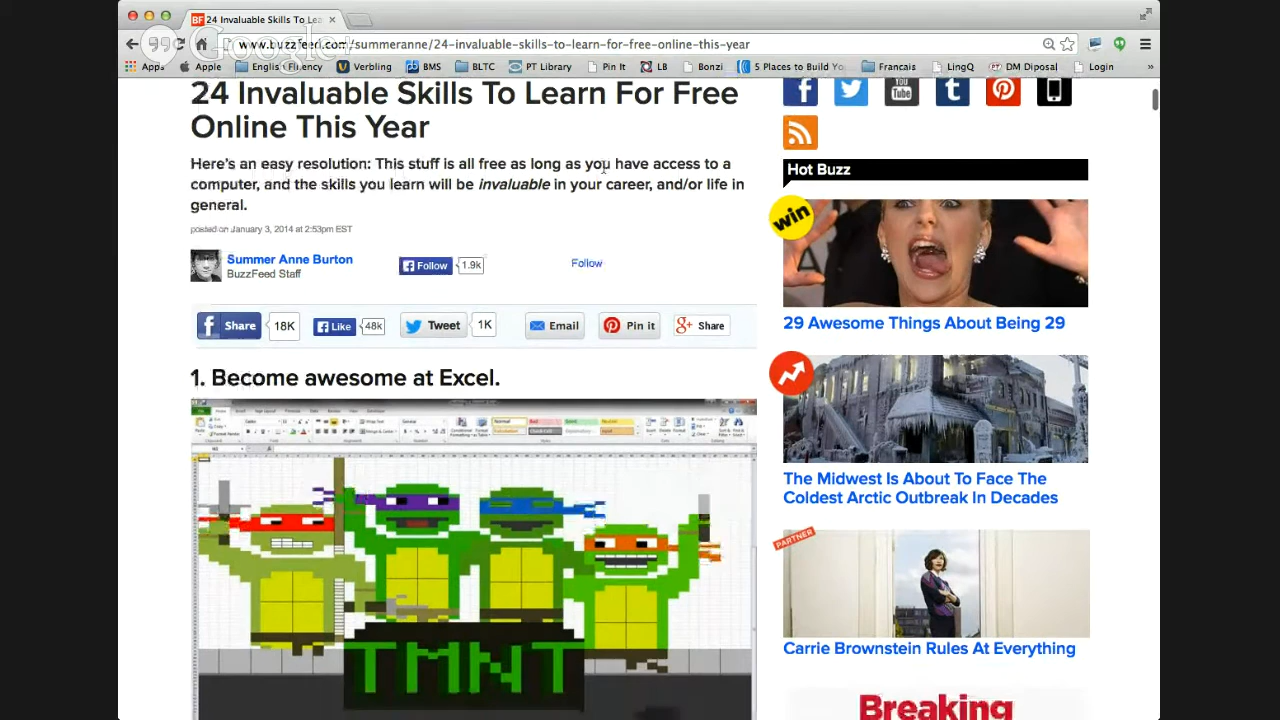 24 Invaluable Skills To Lea
www.buzzfeed.com/summeranne/24-invaluable-skills-to-learn-for-free-online-this-year
Google+
Apps Apple English Fluency Verbling BMS BLTC PT Library Pin It LB Bonzi 5 Places to Build Yo Francais LingQ DM Diposal Login »
24 Invaluable Skills To Learn For Free
Online This Year
Here's an easy resolution: This stuff is all free as long as you have access to a
computer, and the skills you learn will be invaluable in your career, and/or life in
general.
posted on January 3, 2014 at 2:53pm EST
Summer Anne Burton
BuzzFeed Staff
Follow 1.9k
Follow
Share 18K Like 48k Tweet 1K Email Pin it Share
1. Become awesome at Excel.
TMNT
You
Tube
Hot Buzz
win
29 Awesome Things About Being 29
The Midwest Is About To Face The
Coldest Arctic Outbreak In Decades
PARTNER
Carrie Brownstein Rules At Everything
Breaking